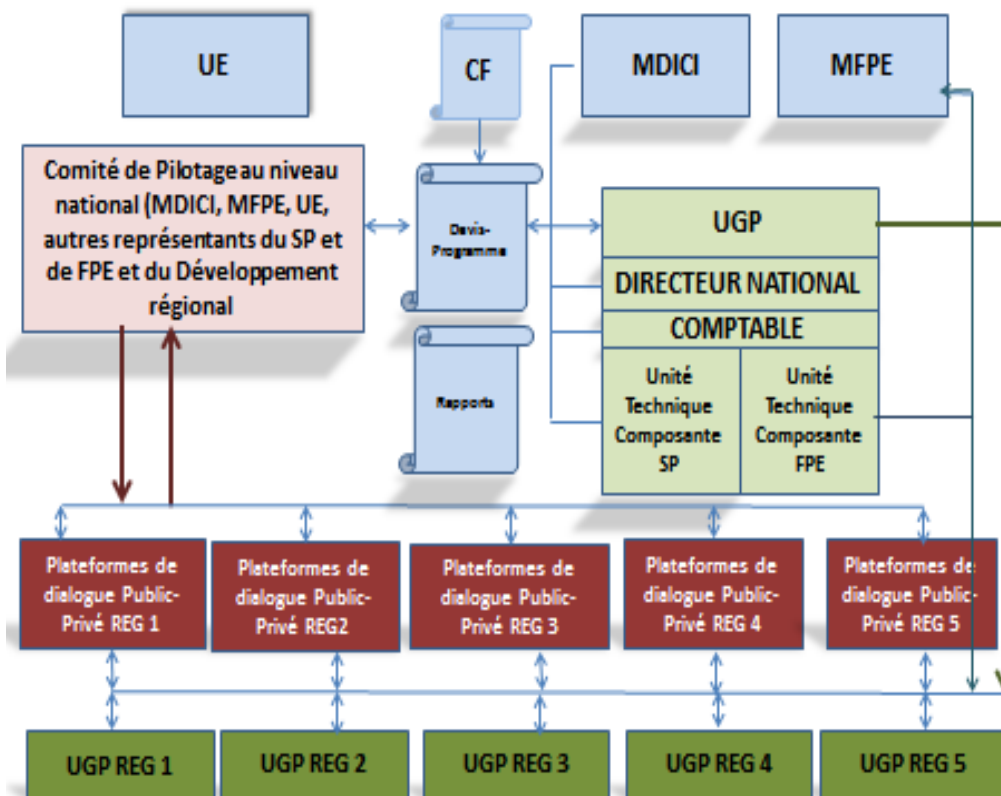 UE
CF
MDICI
MFPE
Comité de Pilotage au niveau
national (MDICI, MFPE, UE,
autres représentants du SP et
de FPE et du Développement
régional
Devis-
Programme
UGP
DIRECTEUR NATIONAL
COMPTABLE
Rapports
Unité
Technique
Composante
SP
Unité
Technique
Composante
FPE
Plateformes de
dialogue Public-
Privé REG 1
Plateformes de
dialogue Public-
Privé REG2
Plateformes de
dialogue Public-
Privé REG 3
Plateformes de
dialogue Public-
Privé REG 4
Plateformes de
dialogue Public-
Privé REG 5
UGP REG 1
UGP REG 2
UGP REG 3
UGP REG 4
UGP REG 5